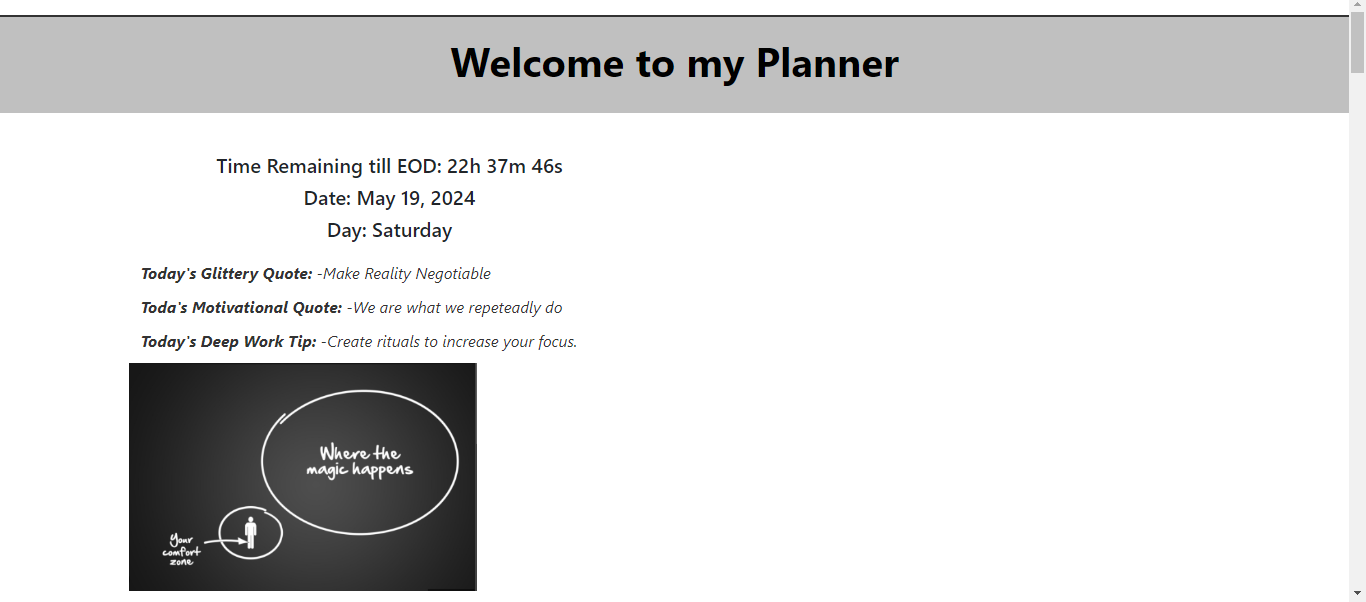 Welcome to my Planner
Time Remaining till EOD: 22h 37m 46s
Date: May 19, 2024
Day: Saturday
Today's Glittery Quote: -Make Reality Negotiable
Toda's Motivational Quote: -We are what we repeteadly do
Today's Deep Work Tip: -Create rituals to increase your focus.
Where the
magic happens
Your
comfort
zone